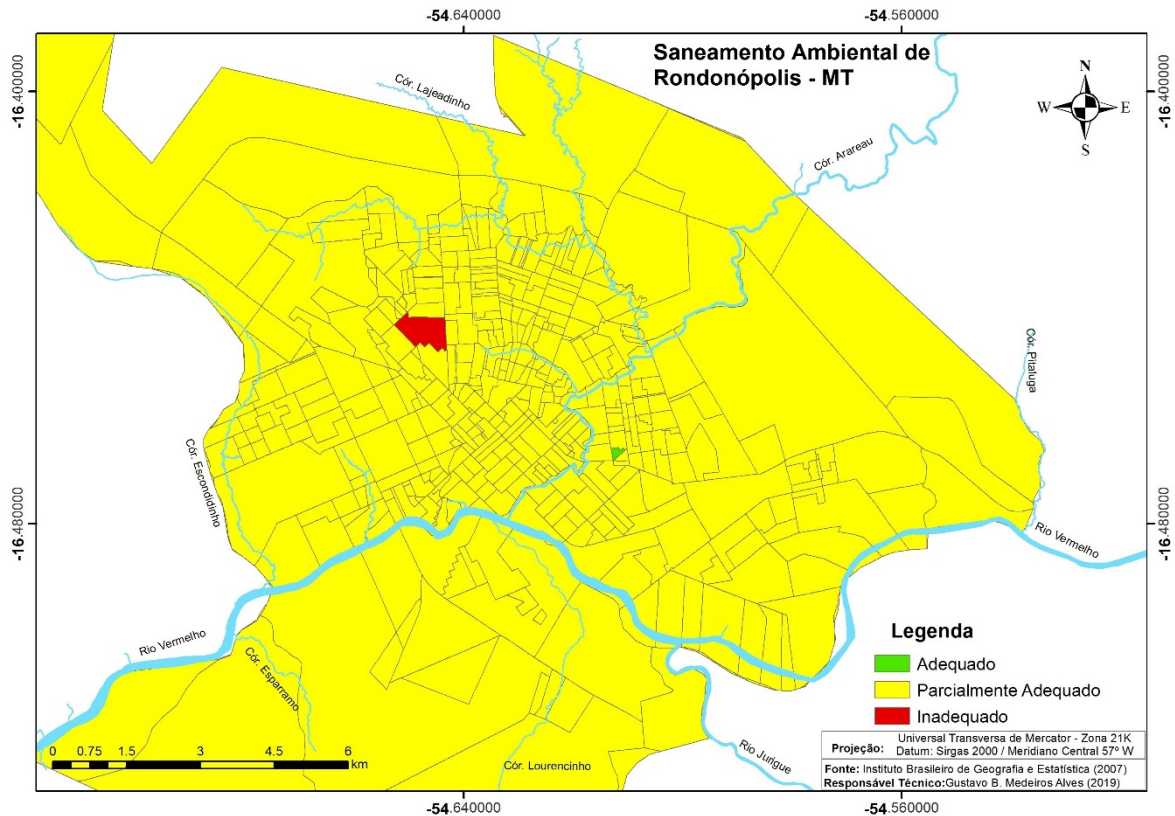 -54.640000
-54.560000
Saneamento Ambiental de
Rondonópolis - MT
N
W
E
S
-16.400000
-16.400000
Cór. Lajeadinho
Cór. Arareau
Cór. Pitaluga
Cór. Escondidinho
-16.480000
-16.480000
Rio Vermelho
Rio Vermelho
Cór. Esparramo
Cór. Lourencinho
Rio Jurigue
Legenda
Adequado
Parcialmente Adequado
Inadequado
0 0.75 1.5 3 4.5 6
km
Projeção: Universal Transversa de Mercator - Zona 21K
Datum: Sirgas 2000 / Meridiano Central 57º W
Fonte: Instituto Brasileiro de Geografia e Estatística (2007)
Responsável Técnico:Gustavo B. Medeiros Alves (2019)
-54.640000
-54.560000